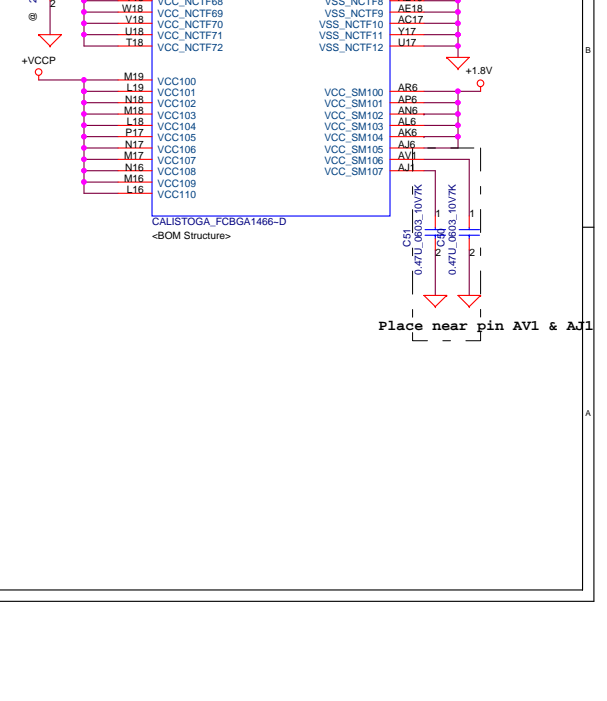 VCC_NCTF68
W18 VCC_NCTF69
V18 VCC_NCTF70
U18 VCC_NCTF71
T18 VCC_NCTF72
VSS_NCTF8
VSS_NCTF9 AE18
VSS_NCTF10 AC17
VSS_NCTF11 Y17
VSS_NCTF12 U17
@
2
2
B
+VCCP
M19 VCC100
L19 VCC101
N18 VCC102
M18 VCC103
L18 VCC104
P17 VCC105
N17 VCC106
M17 VCC107
N16 VCC108
M16 VCC109
L16 VCC110
+1.8V
VCC_SM100 AR6
VCC_SM101 AP6
VCC_SM102 AN6
VCC_SM103 AL6
VCC_SM104 AK6
VCC_SM105 AJ6
VCC_SM106 AV1
VCC_SM107 AJ1
CALISTOGA_FCBGA1466~D
<BOM Structure>
C51
0.47U_0603_10V7K
1
2
0.47U_0603_10V7K
1
2
Place near pin AV1 & AJ1
A